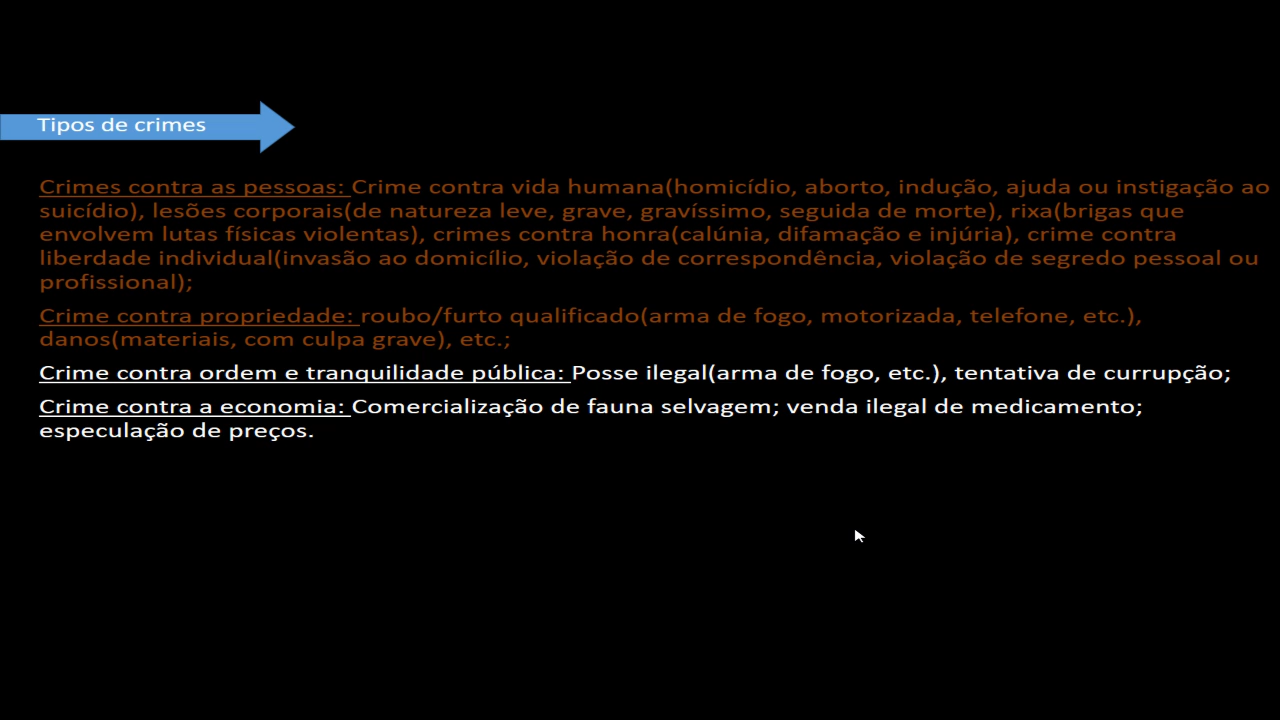 Tipos de crimes
Crimes contra as pessoas: Crime contra vida humana(homicídio, aborto, indução, ajuda ou instigação ao
suicídio), lesões corporais(de natureza leve, grave, gravíssimo, seguida de morte), rixa(brigas que
envolvem lutas físicas violentas), crimes contra honra(calúnia, difamação e injúria), crime contra
liberdade individual(invasão ao domicílio, violação de correspondência, violação de segredo pessoal ou
profissional);
Crime contra propriedade: roubo/furto qualificado(arma de fogo, motorizada, telefone, etc.),
danos(materiais, com culpa grave), etc.;
Crime contra ordem e tranquilidade pública: Posse ilegal(arma de fogo, etc.), tentativa de currupção;
Crime contra a economia: Comercialização de fauna selvagem; venda ilegal de medicamento;
especulação de preços.